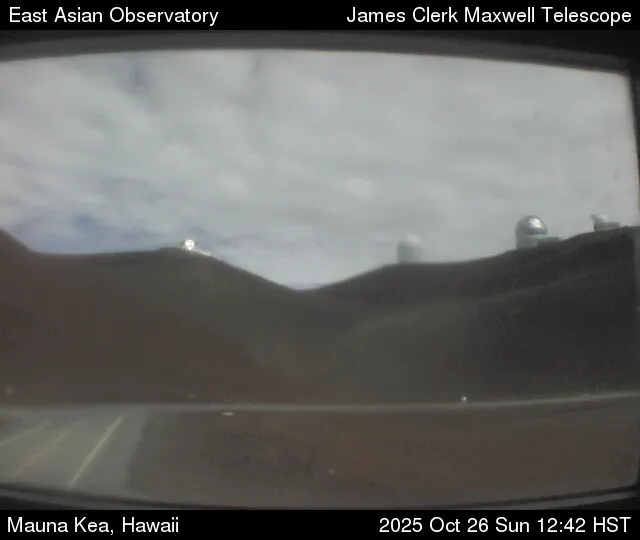 East Asian Observatory
James Clerk Maxwell Telescope
Mauna Kea, Hawaii
2025 Oct 26 Sun 12:42 HST